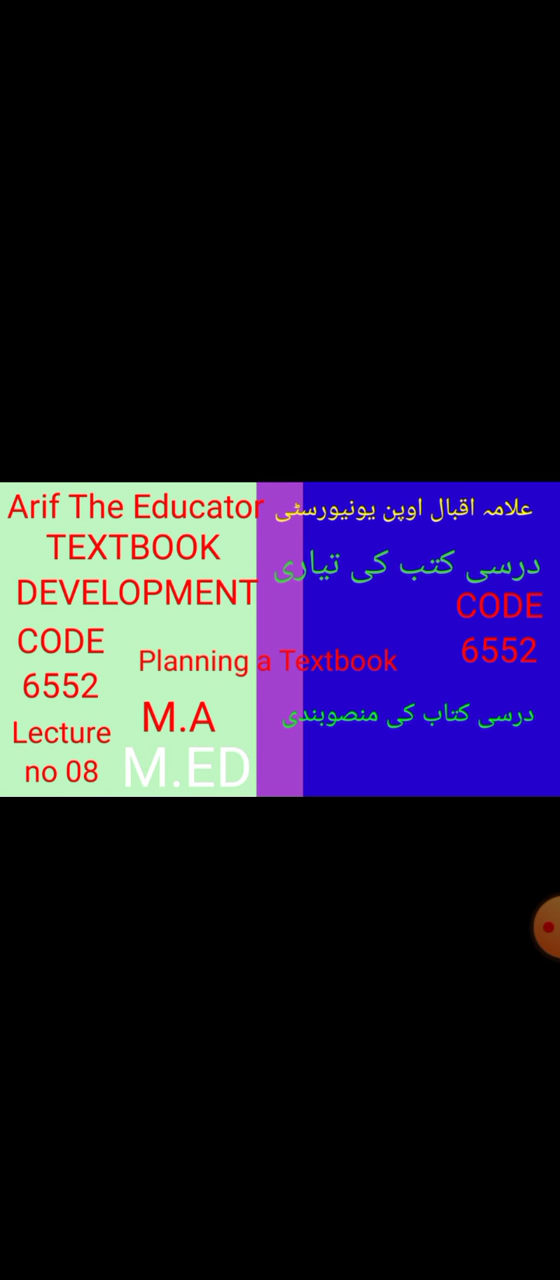 Arif The Educator
TEXTBOOK
DEVELOPMENT
CODE
6552
Lecture
no 08
M.A
M.ED
Planning a Textbook
علامہ اقبال اوپن یونیورسٹی
درسی کتب کی تیاری
CODE
6552
درسی کتاب کی منصوبندی